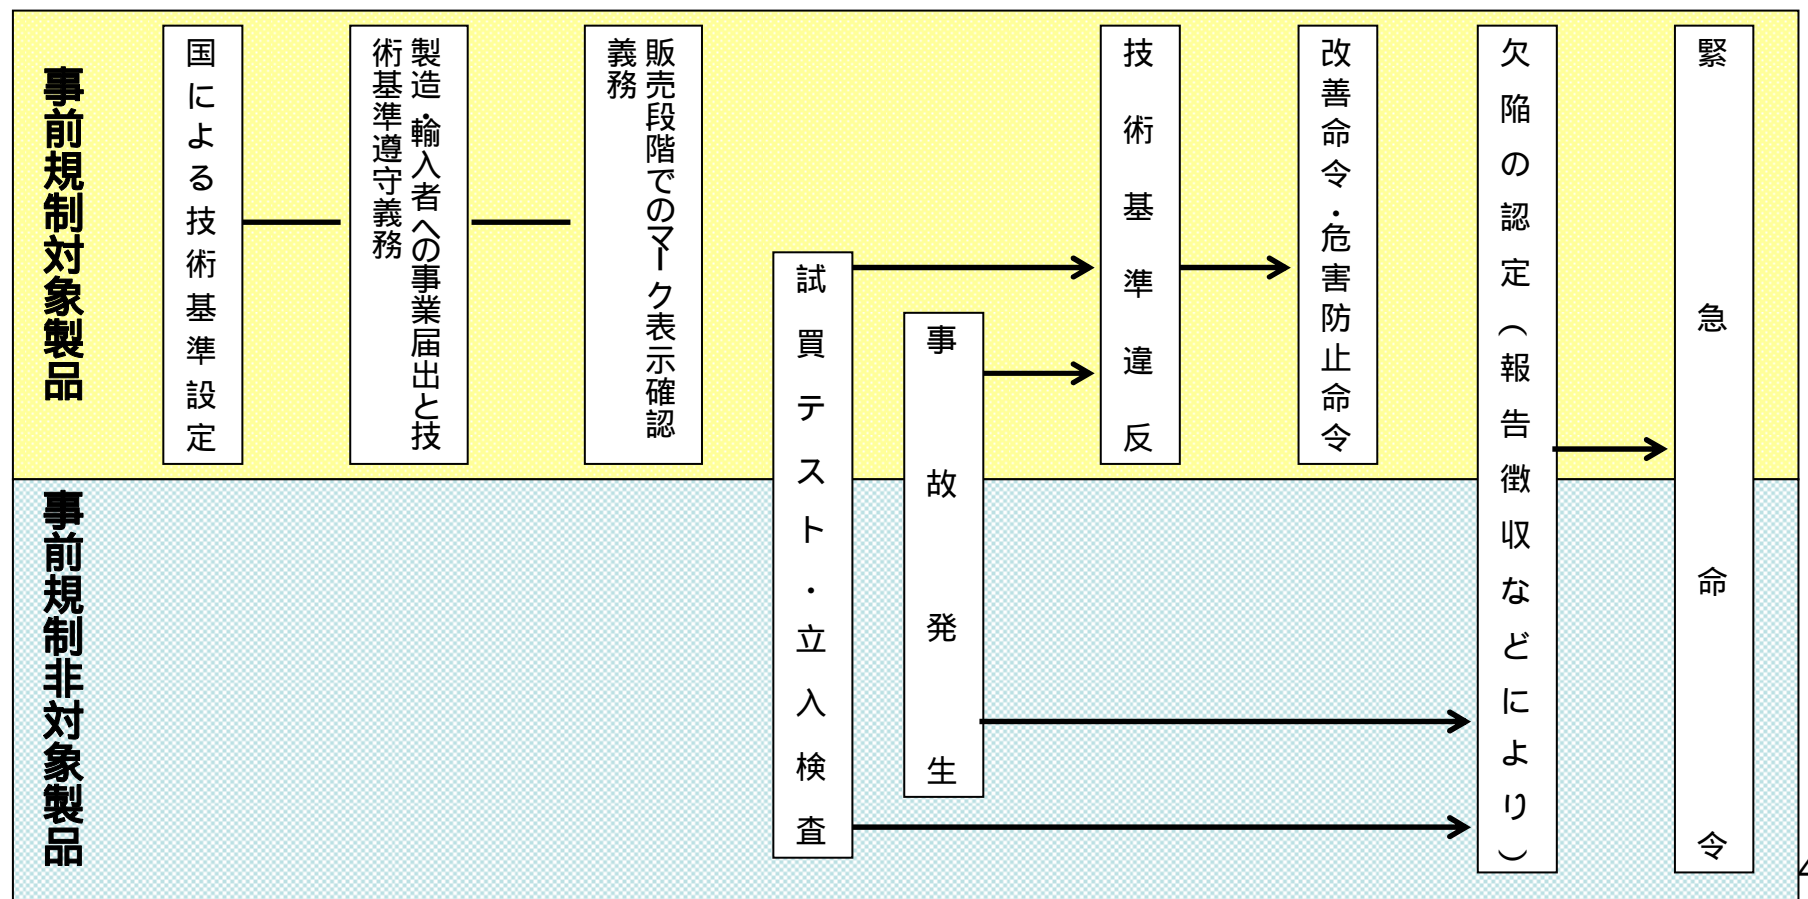 事前規制対象製品
国による技術基準設定
製造・輸入者への事業届出と技
術基準遵守義務
販売段階でのマーク表示確認
義務
試買テスト・立入検査
事故発生
技術基準違反
改善命令・危害防止命令
欠陥の認定（報告徴収などにより）
緊急命令
事前規制非対象製品
4